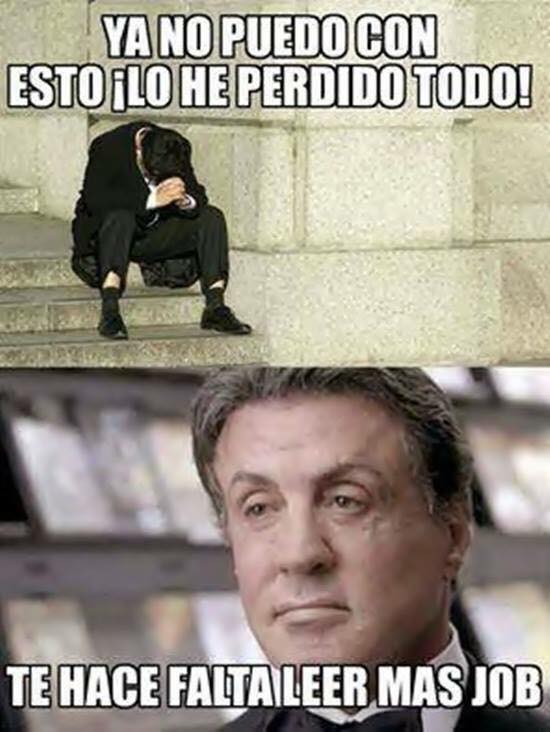 YA NO PUEDO CON
ESTO ¡LO HE PERDIDO TODO!
TE HACE FALTA LEER MAS JOB